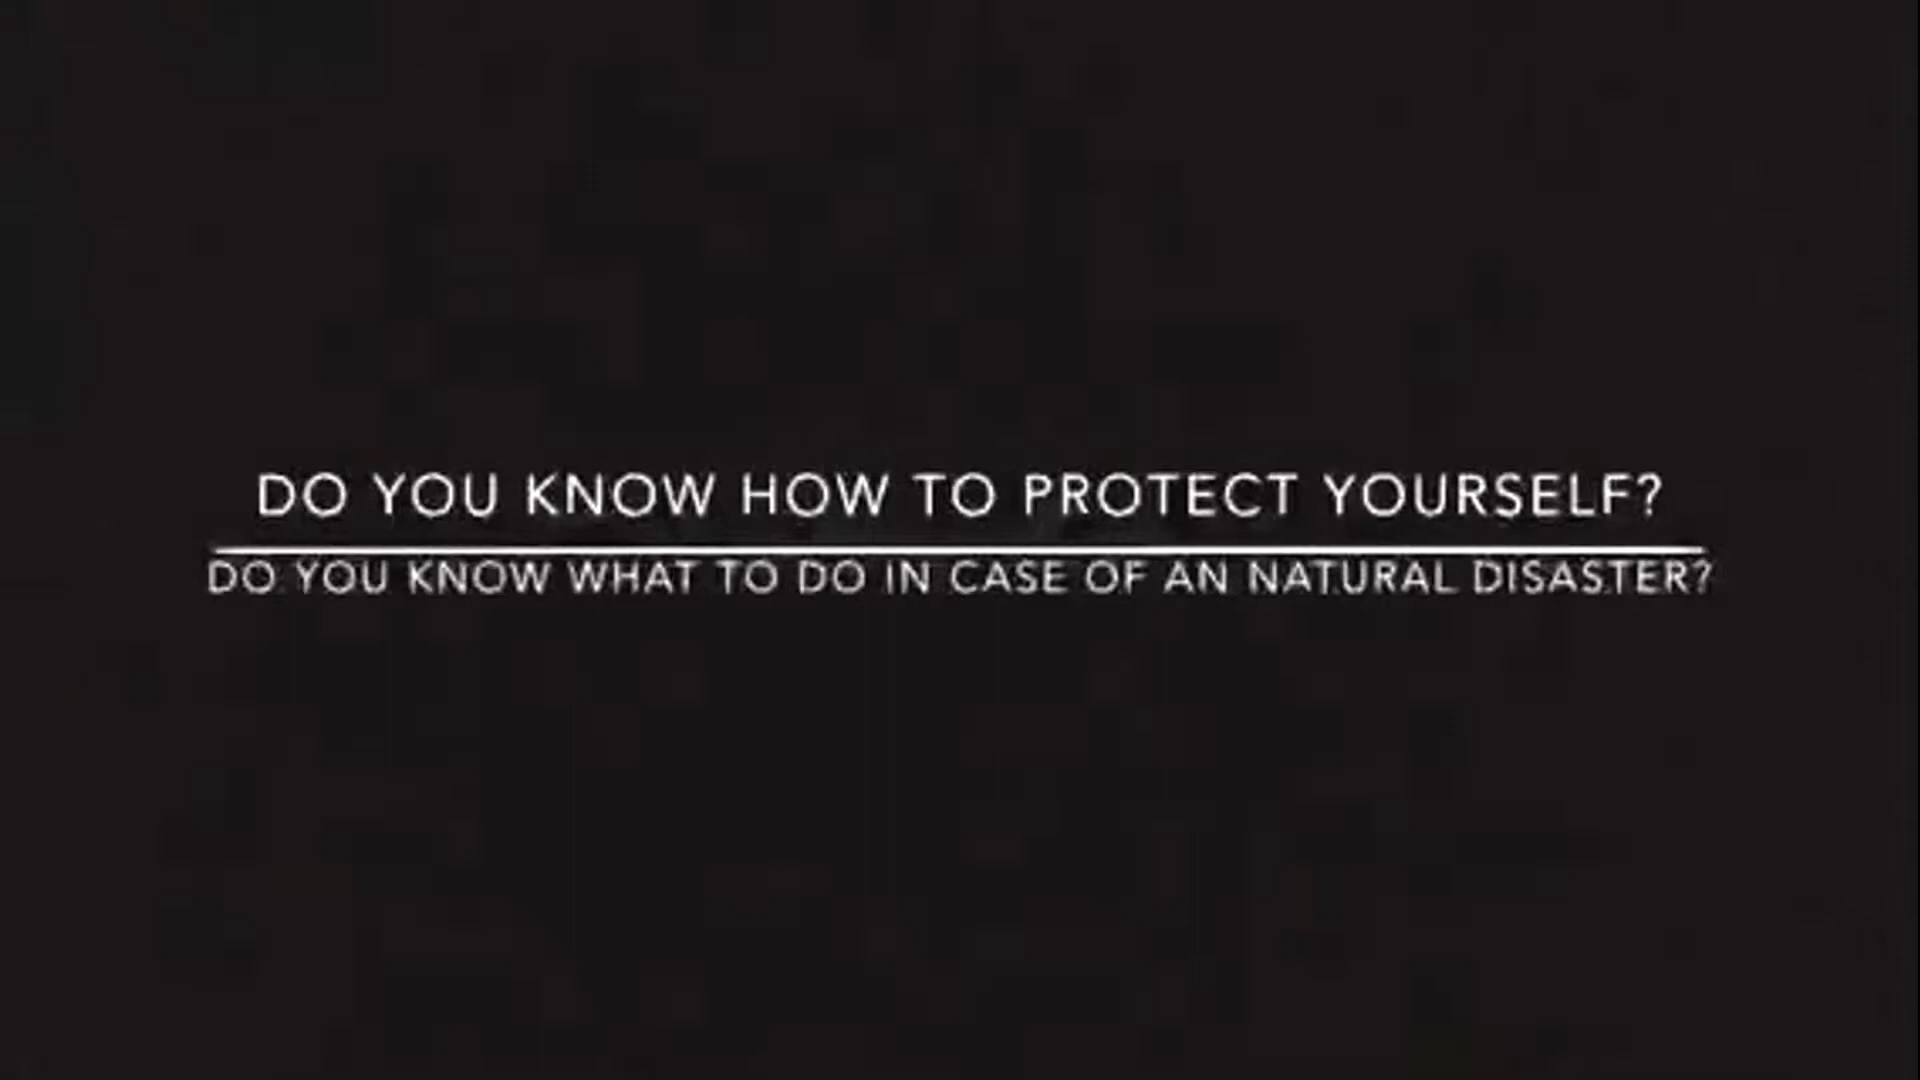 DO YOU KNOW HOW TO PROTECT YOURSELF?
DO YOU KNOW WHAT TO DO IN CASE OF AN NATURAL DISASTER?